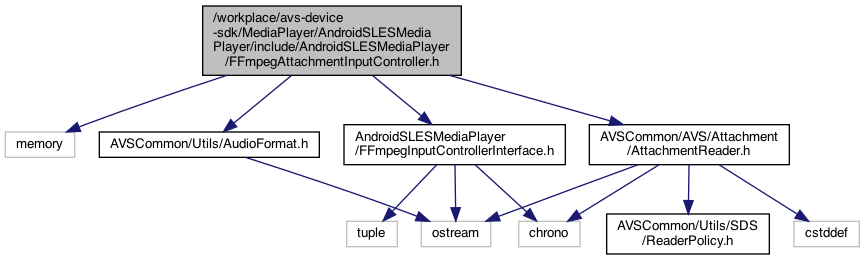 /workplace/avs-device
-sdk/MediaPlayer/AndroidSLESMedia
Player/include/AndroidSLESMediaPlayer
/FFmpegAttachmentInputController.h
memory
AVSCommon/Utils/AudioFormat.h
AndroidSLESMediaPlayer
/FFmpegInputControllerInterface.h
AVSCommon/AVS/Attachment
/AttachmentReader.h
tuple
ostream
chrono
AVSCommon/Utils/SDS
/ReaderPolicy.h
cstddef